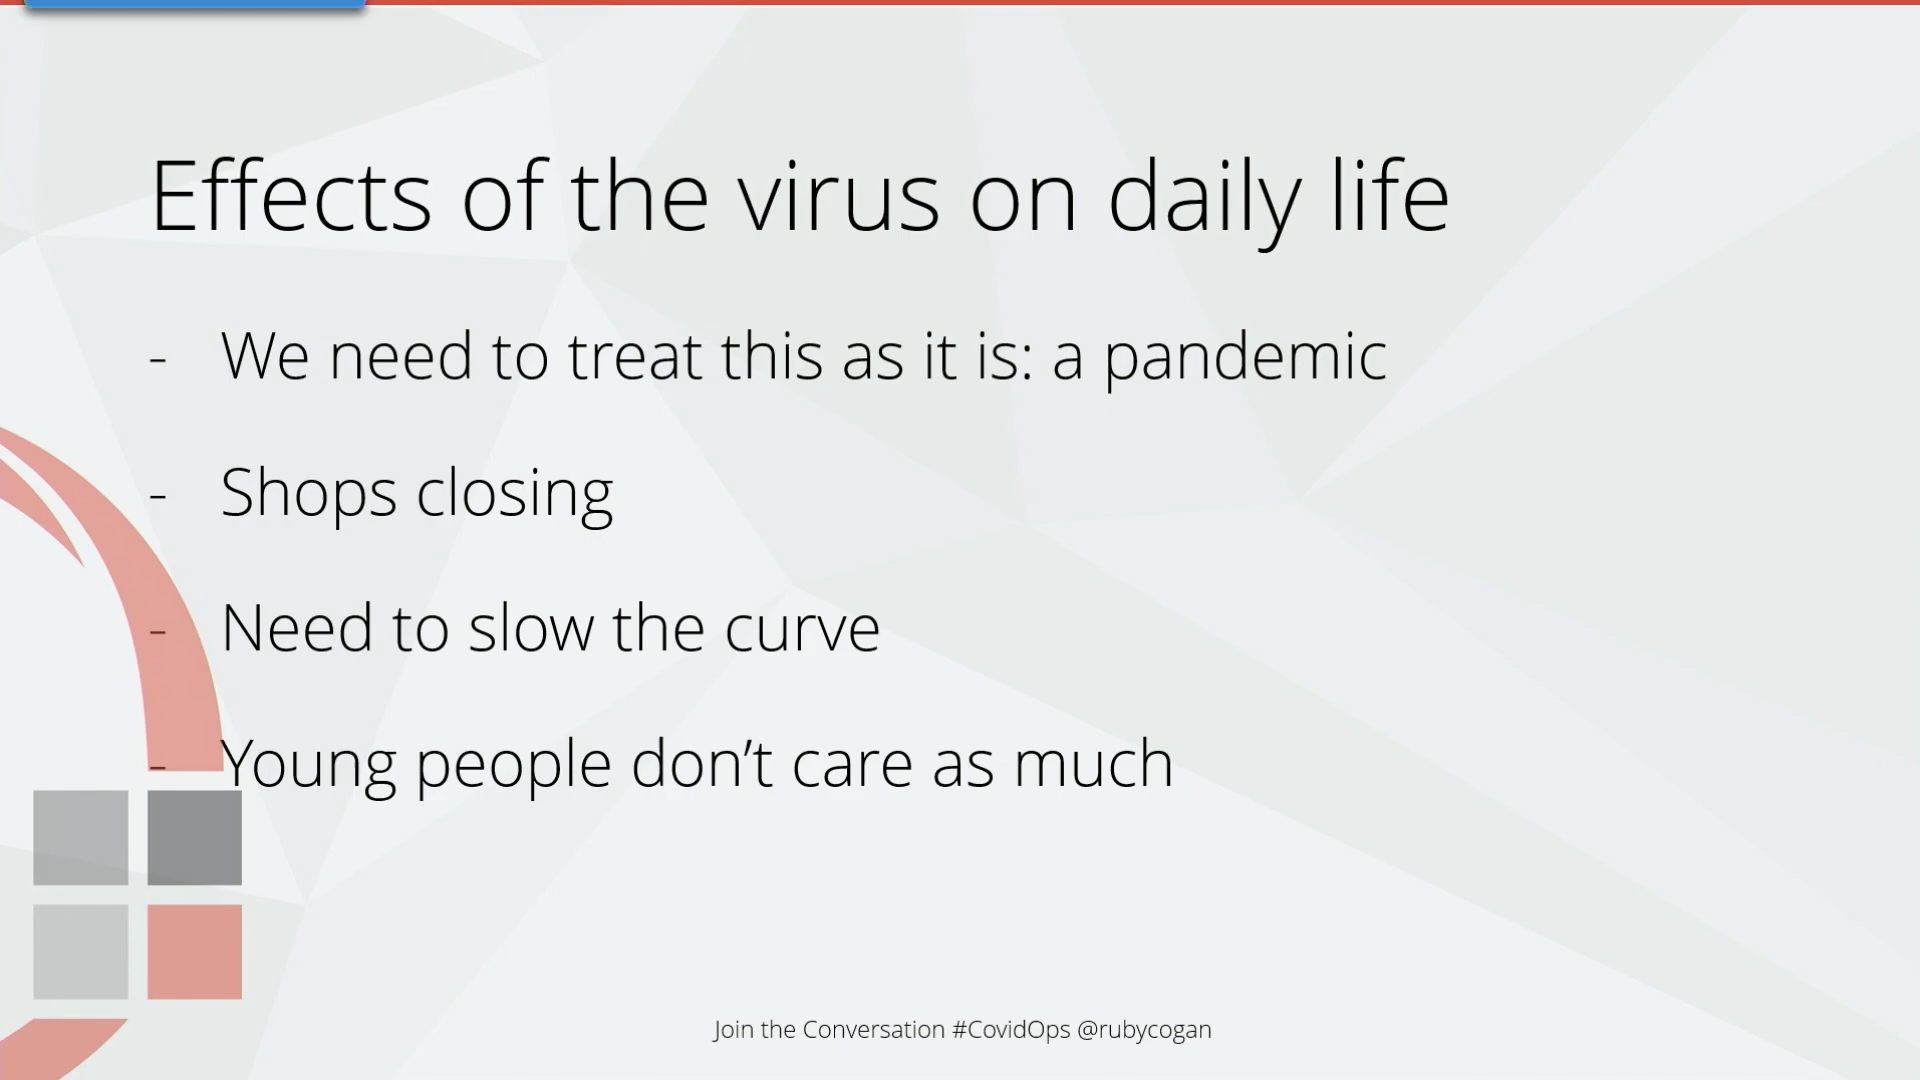 Effects of the virus on daily life
- We need to treat this as it is: a pandemic
- Shops closing
- Need to slow the curve
- Young people don’t care as much
Join the Conversation #CovidOps @rubycogan